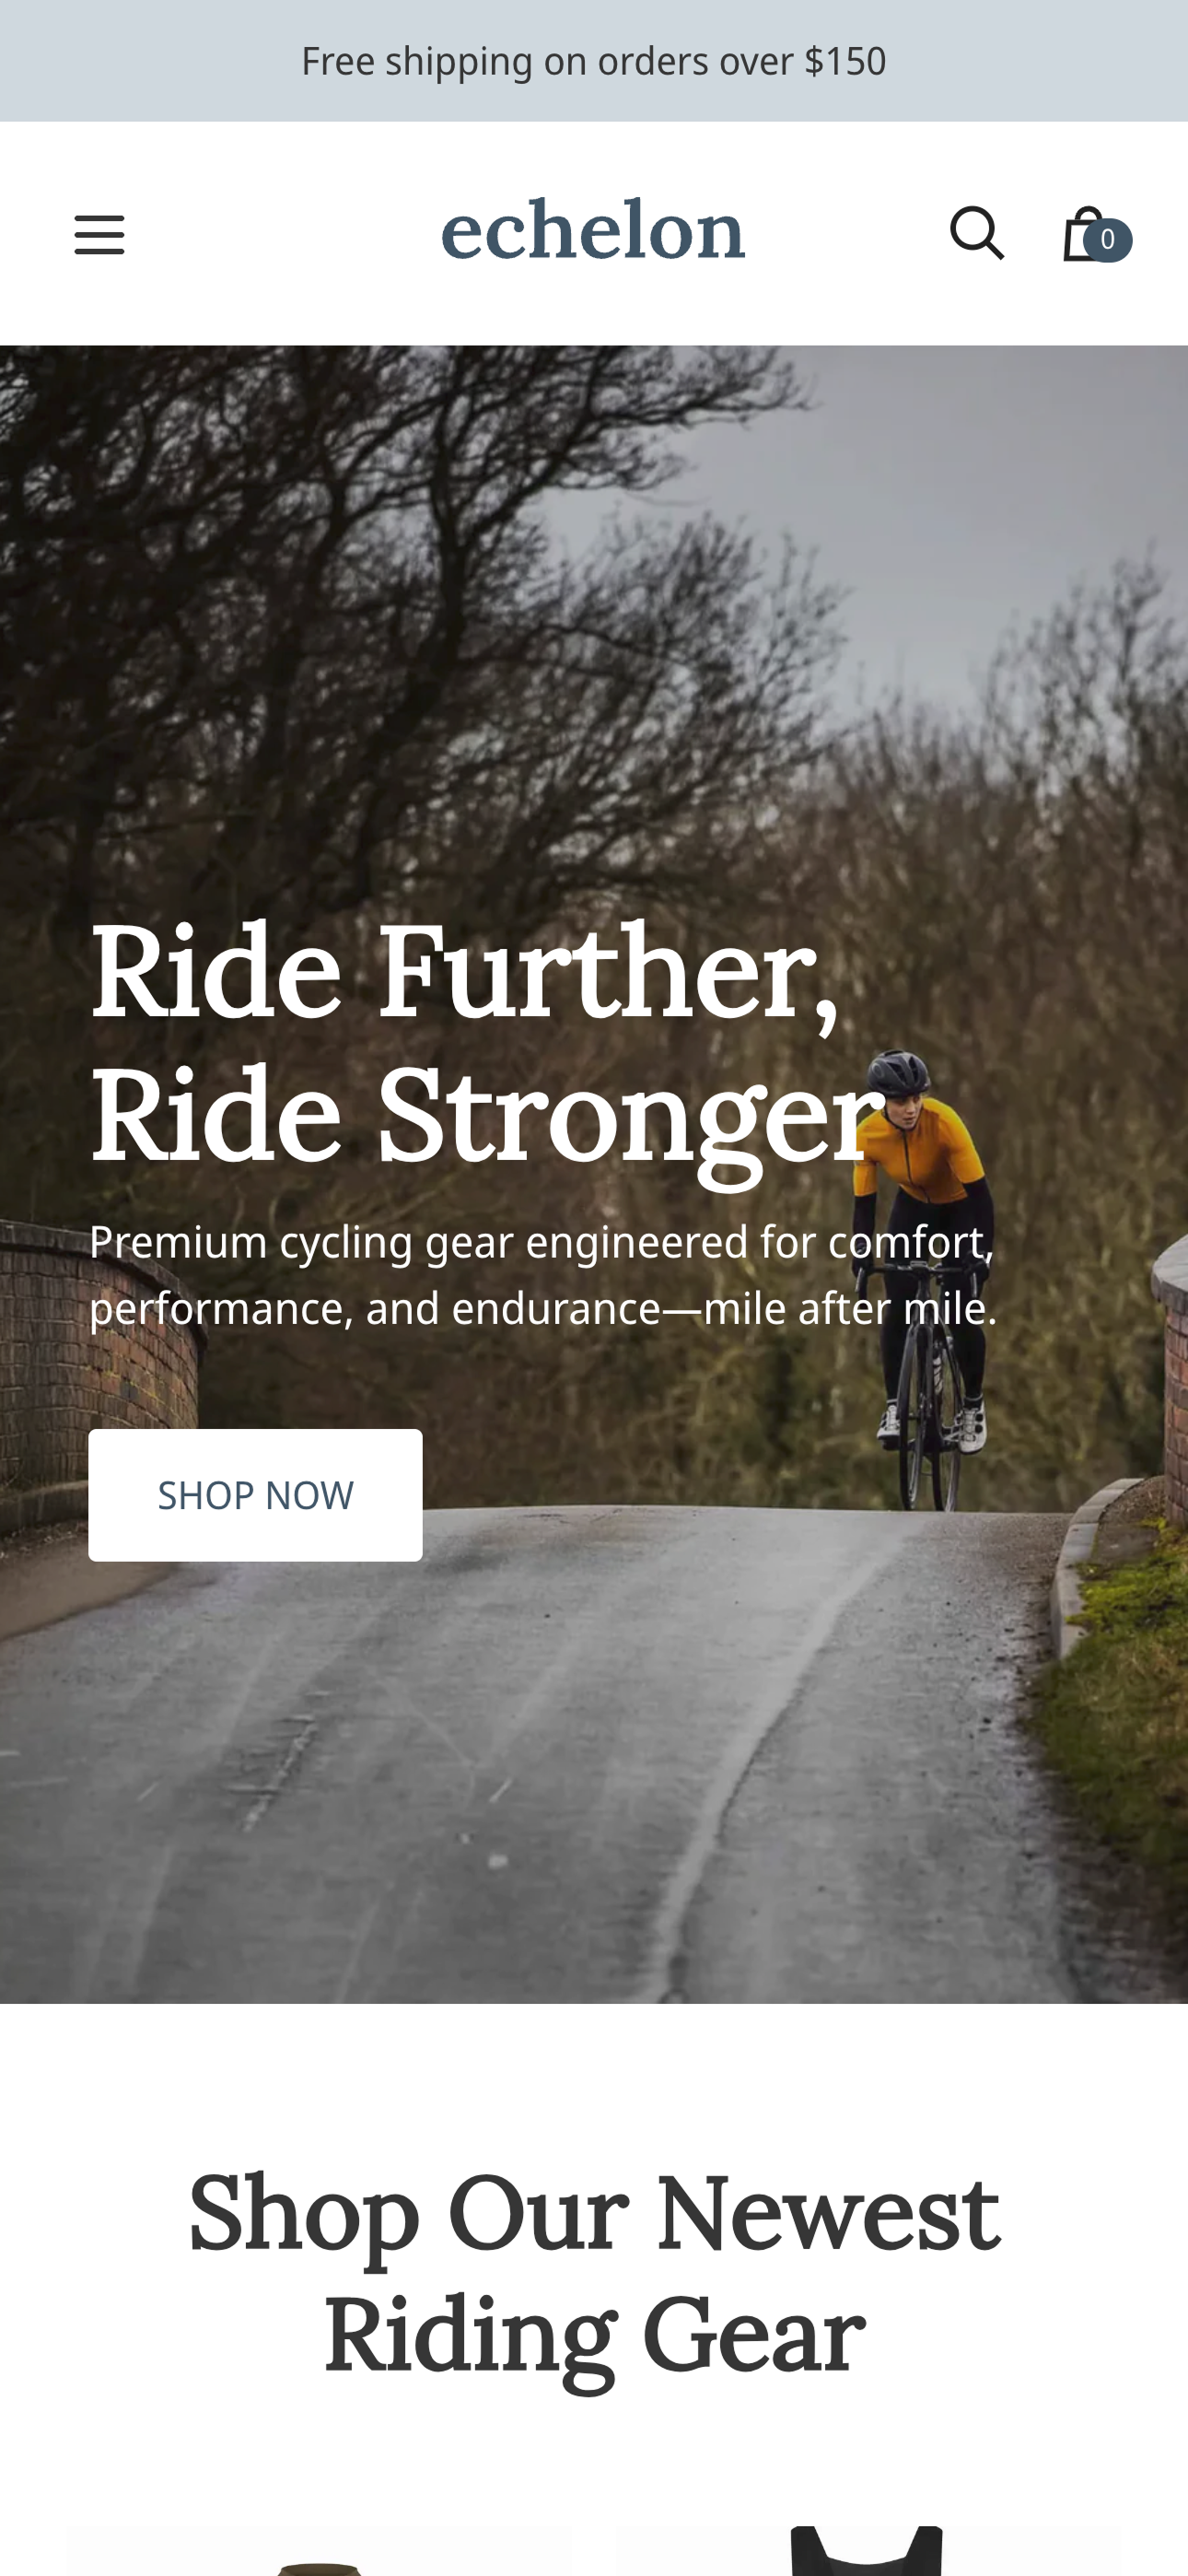 Free shipping on orders over $150
echelon
0
Ride Further,
Ride Stronger
Premium cycling gear engineered for comfort,
performance, and endurance—mile after mile.
SHOP NOW
Shop Our Newest
Riding Gear